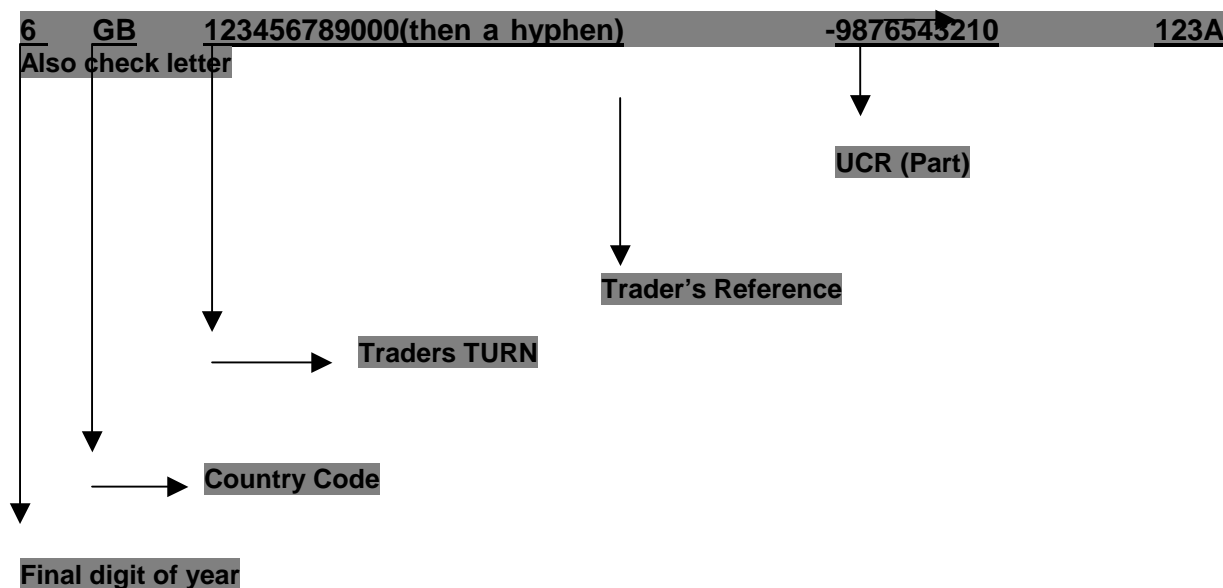 6 GB 123456789000(then a hyphen) -9876543210 123A
Also check letter
UCR (Part)
Trader’s Reference
Traders TURN
Country Code
Final digit of year